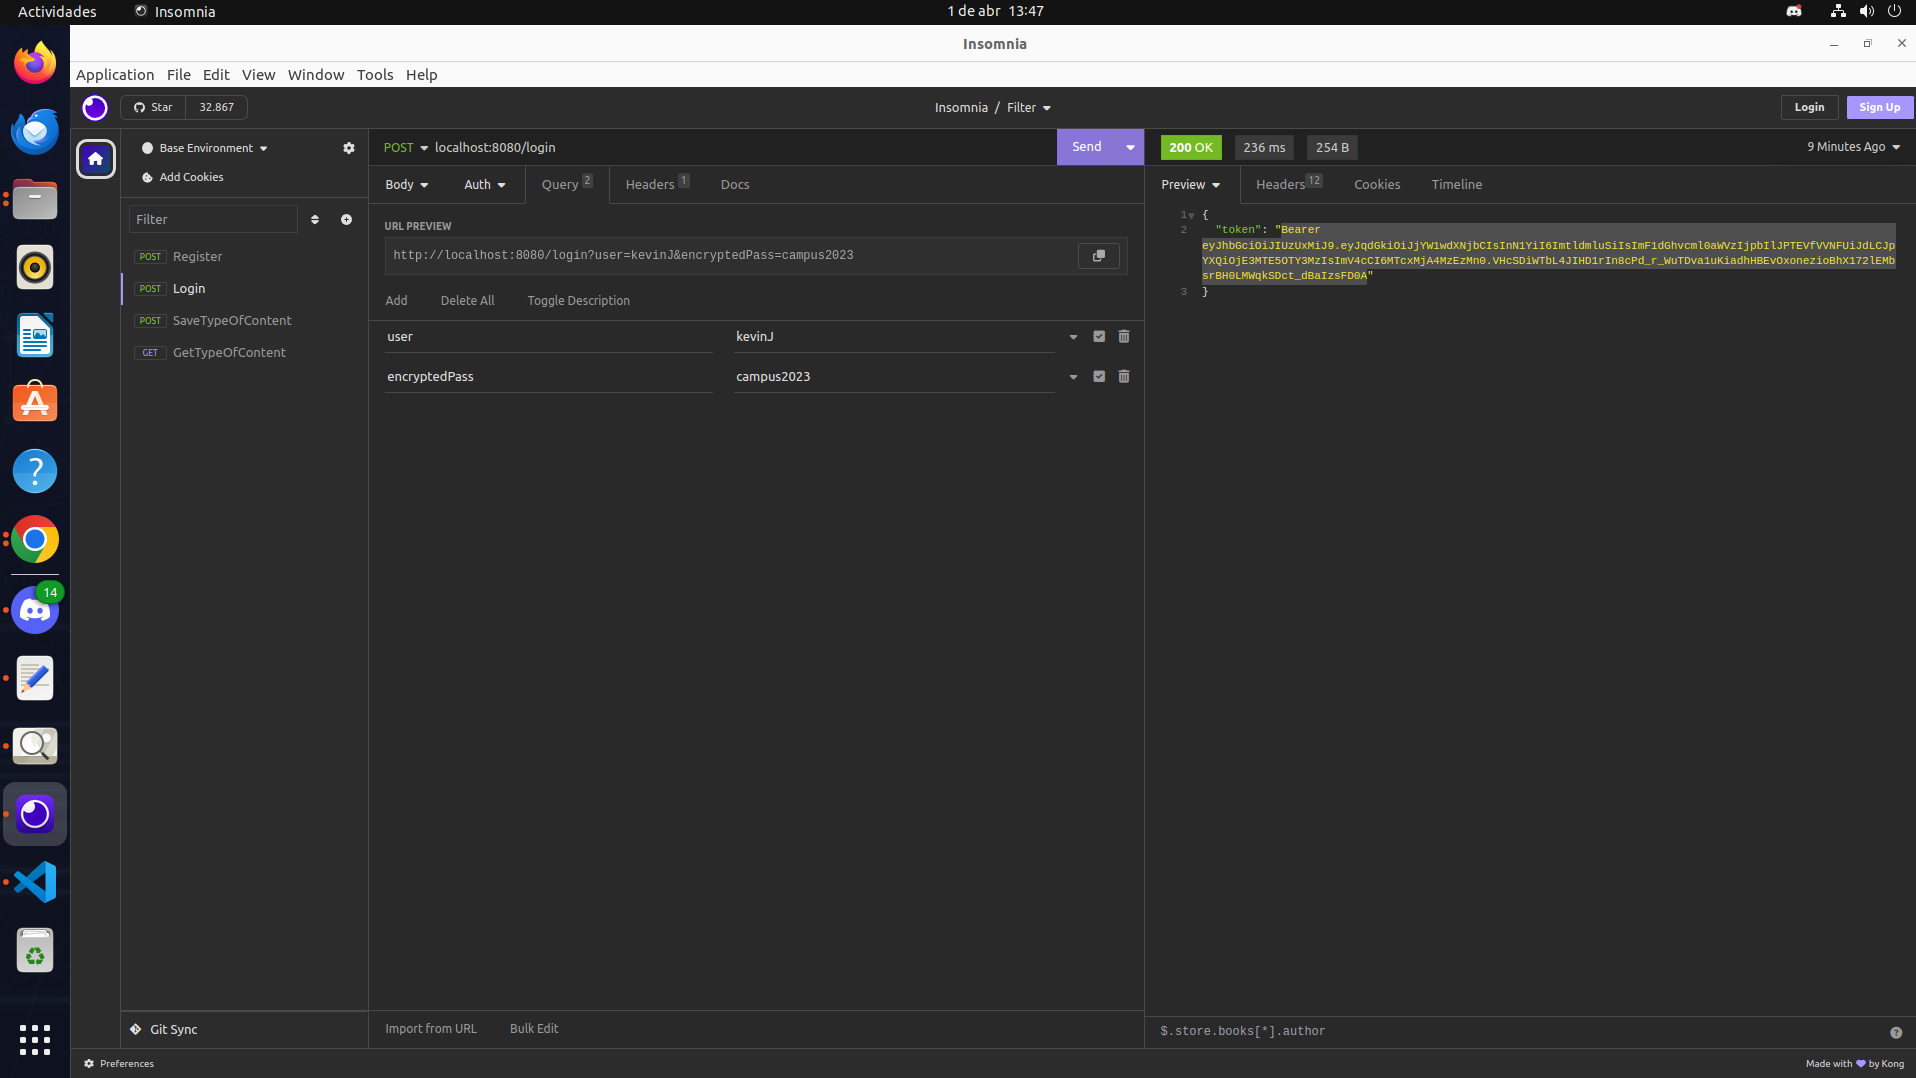 Actividades Insomnia 1 de abr 13:47
Insomnia
Application File Edit View Window Tools Help
Star 32.867 Insomnia / Filter Login Sign Up
Base Environment
Add Cookies
Filter
POST Register
POST Login
POST SaveTypeOfContent
GET GetTypeOfContent
Git Sync
Preferences
14
POST localhost:8080/login Send
Body Auth Query 2 Headers 1 Docs
URL PREVIEW
http://localhost:8080/login?user=kevinJ&encryptedPass=campus2023
Add Delete All Toggle Description
user kevinJ
encryptedPass campus2023
Import from URL Bulk Edit
200 OK 236 ms 254 B 9 Minutes Ago
Preview Headers 12 Cookies Timeline
1 {
2 "token": "Bearer
eyJhbGciOiJIUzUxMiJ9.eyJqdGkiOiJjYW1wdXNjbCIsInN1YiI6ImtldmluSiIsImF1dGhvcml0aWVzIjpbIlJPTEVfVVNFUiJdLCJp
YXQiOjE3MTE5OTY3MzIsImV4cCI6MTcxMjA4MzEzMn0.VHcSDiWTbL4JIHD1rIn8cPd_r_WuTDva1uKiadhHBEvOxonezioBhX172lEMb
srBH0LMWqkSDct_dBaIzsFD0A"
3 }
$.store.books[*].author
Made with by Kong